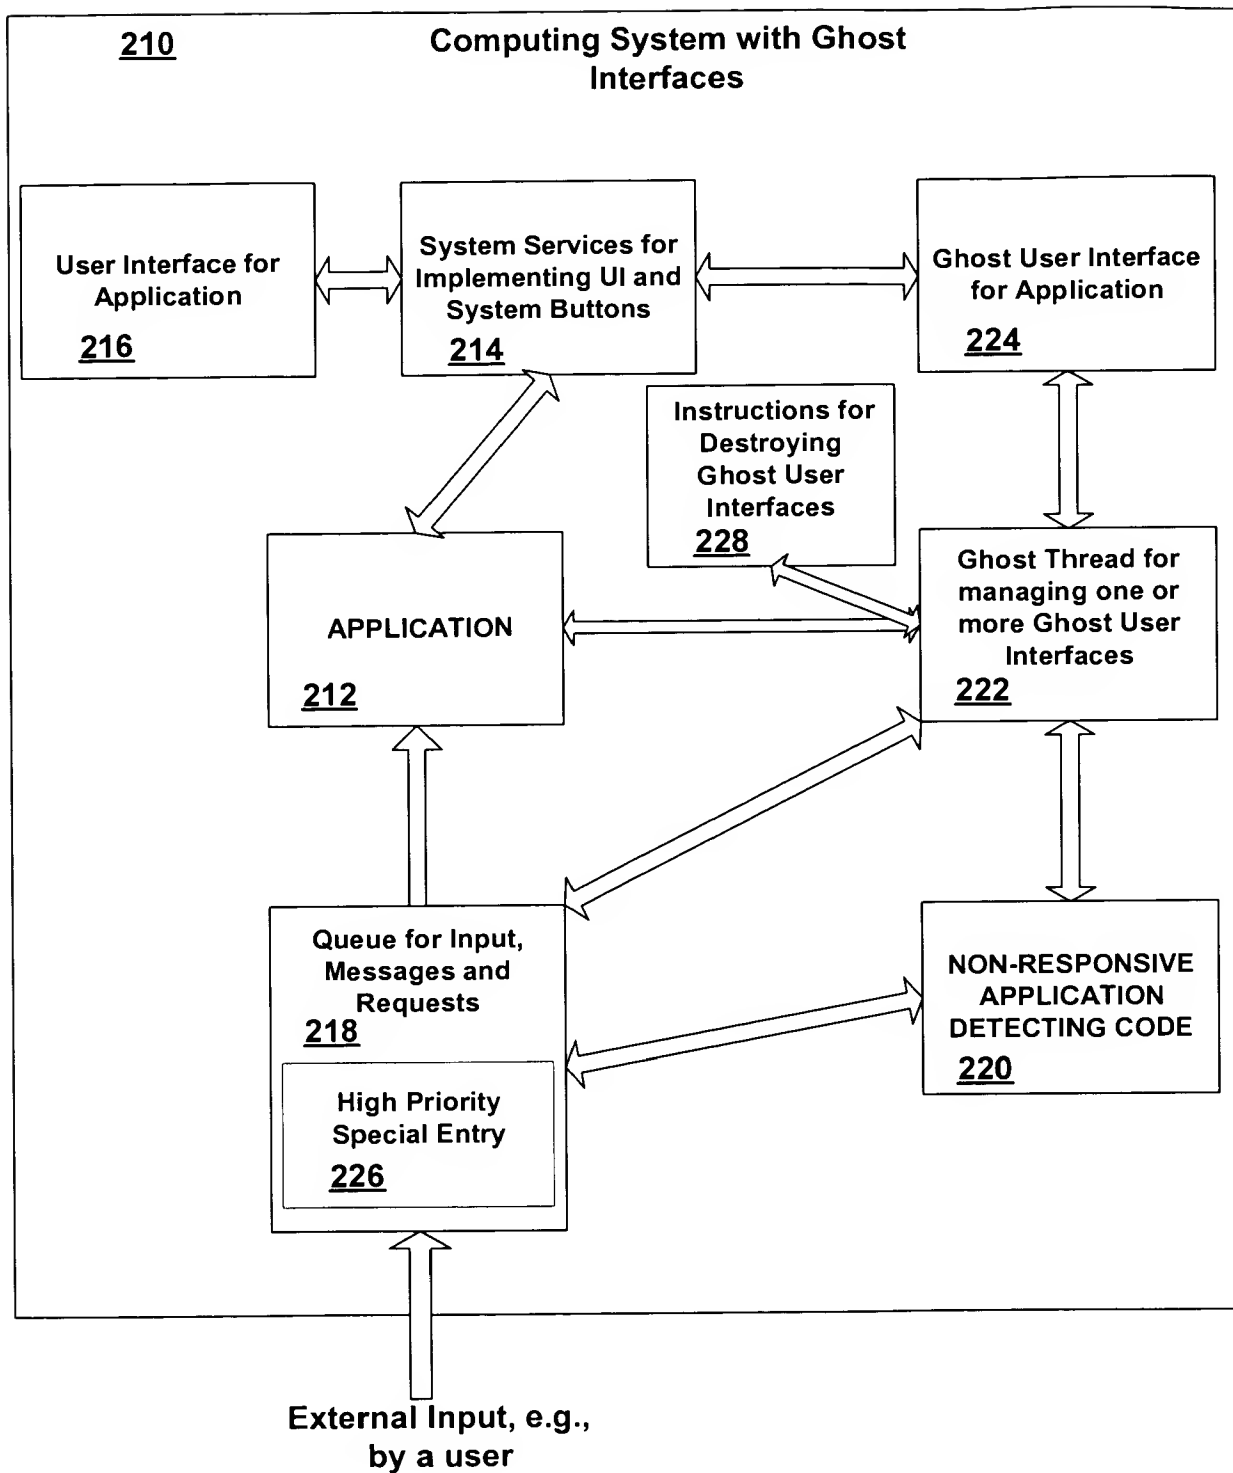 210
Computing System with Ghost
Interfaces
User Interface for
Application
216
System Services for
Implementing UI and
System Buttons
214
Ghost User Interface
for Application
224
Instructions for
Destroying
Ghost User
Interfaces
228
APPLICATION
212
Ghost Thread for
managing one or
more Ghost User
Interfaces
222
Queue for Input,
Messages and
Requests
218
High Priority
Special Entry
226
NON-RESPONSIVE
APPLICATION
DETECTING CODE
220
External Input, e.g.,
by a user